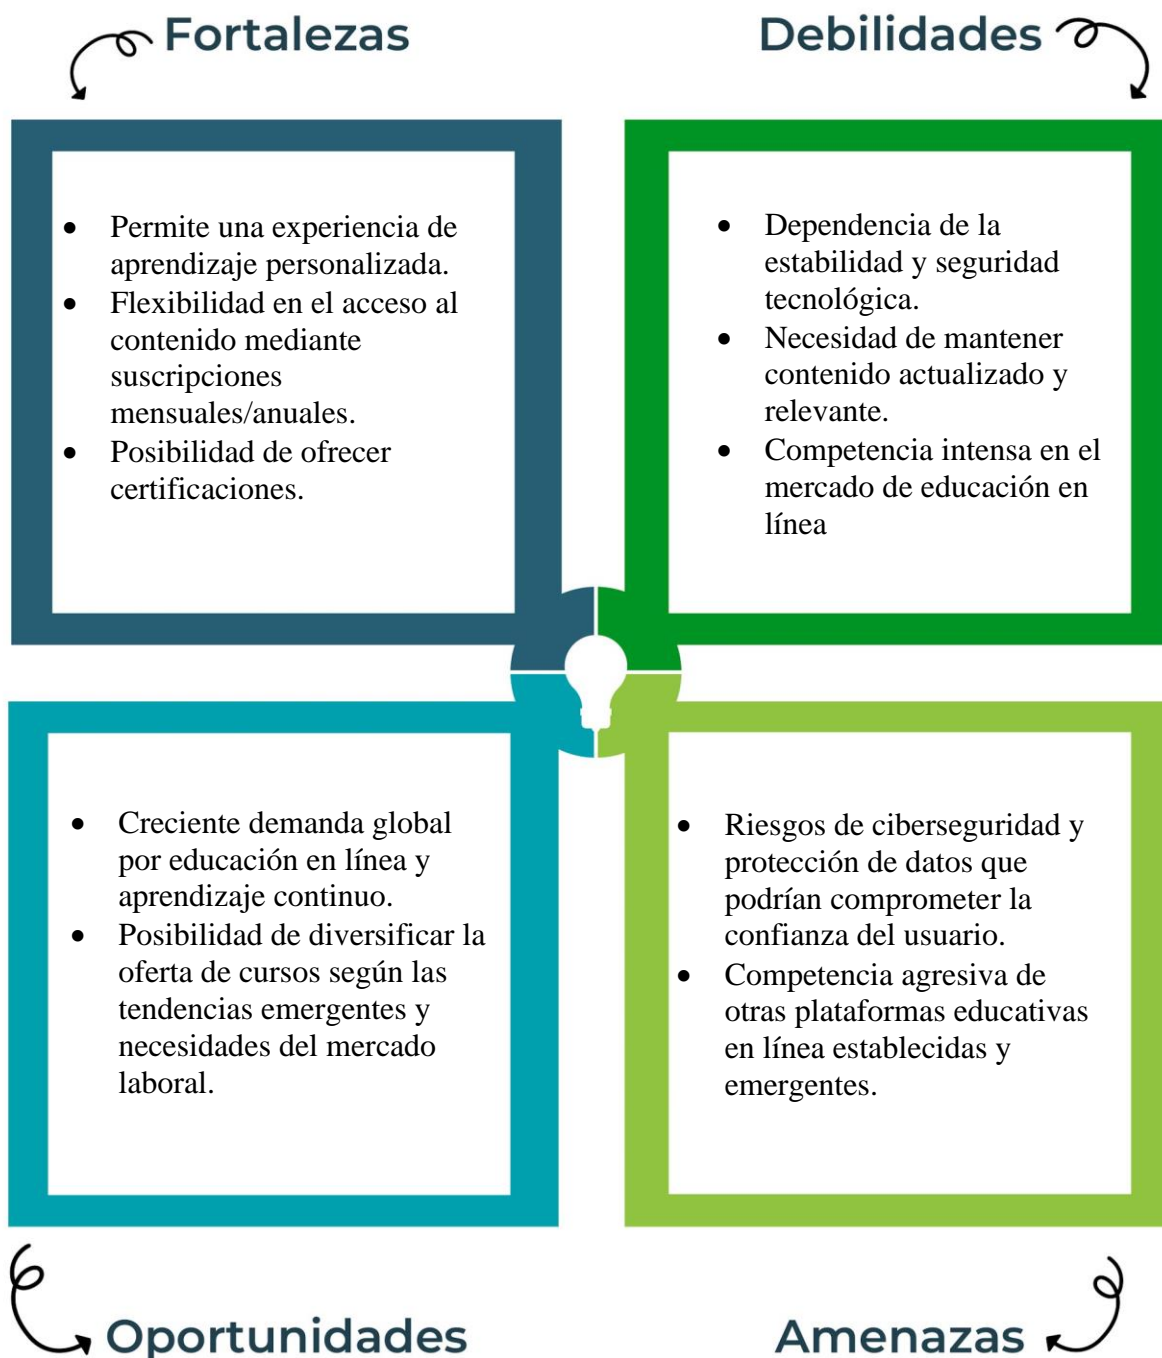 Fortalezas
• Permite una experiencia de
aprendizaje personalizada.
• Flexibilidad en el acceso al
contenido mediante
suscripciones
mensuales/anuales.
• Posibilidad de ofrecer
certificaciones.
Debilidades
• Dependencia de la
estabilidad y seguridad
tecnológica.
• Necesidad de mantener
contenido actualizado y
relevante.
• Competencia intensa en el
mercado de educación en
línea
• Creciente demanda global
por educación en línea y
aprendizaje continuo.
• Posibilidad de diversificar la
oferta de cursos según las
tendencias emergentes y
necesidades del mercado
laboral.
Oportunidades
• Riesgos de ciberseguridad y
protección de datos que
podrían comprometer la
confianza del usuario.
• Competencia agresiva de
otras plataformas educativas
en línea establecidas y
emergentes.
Amenazas